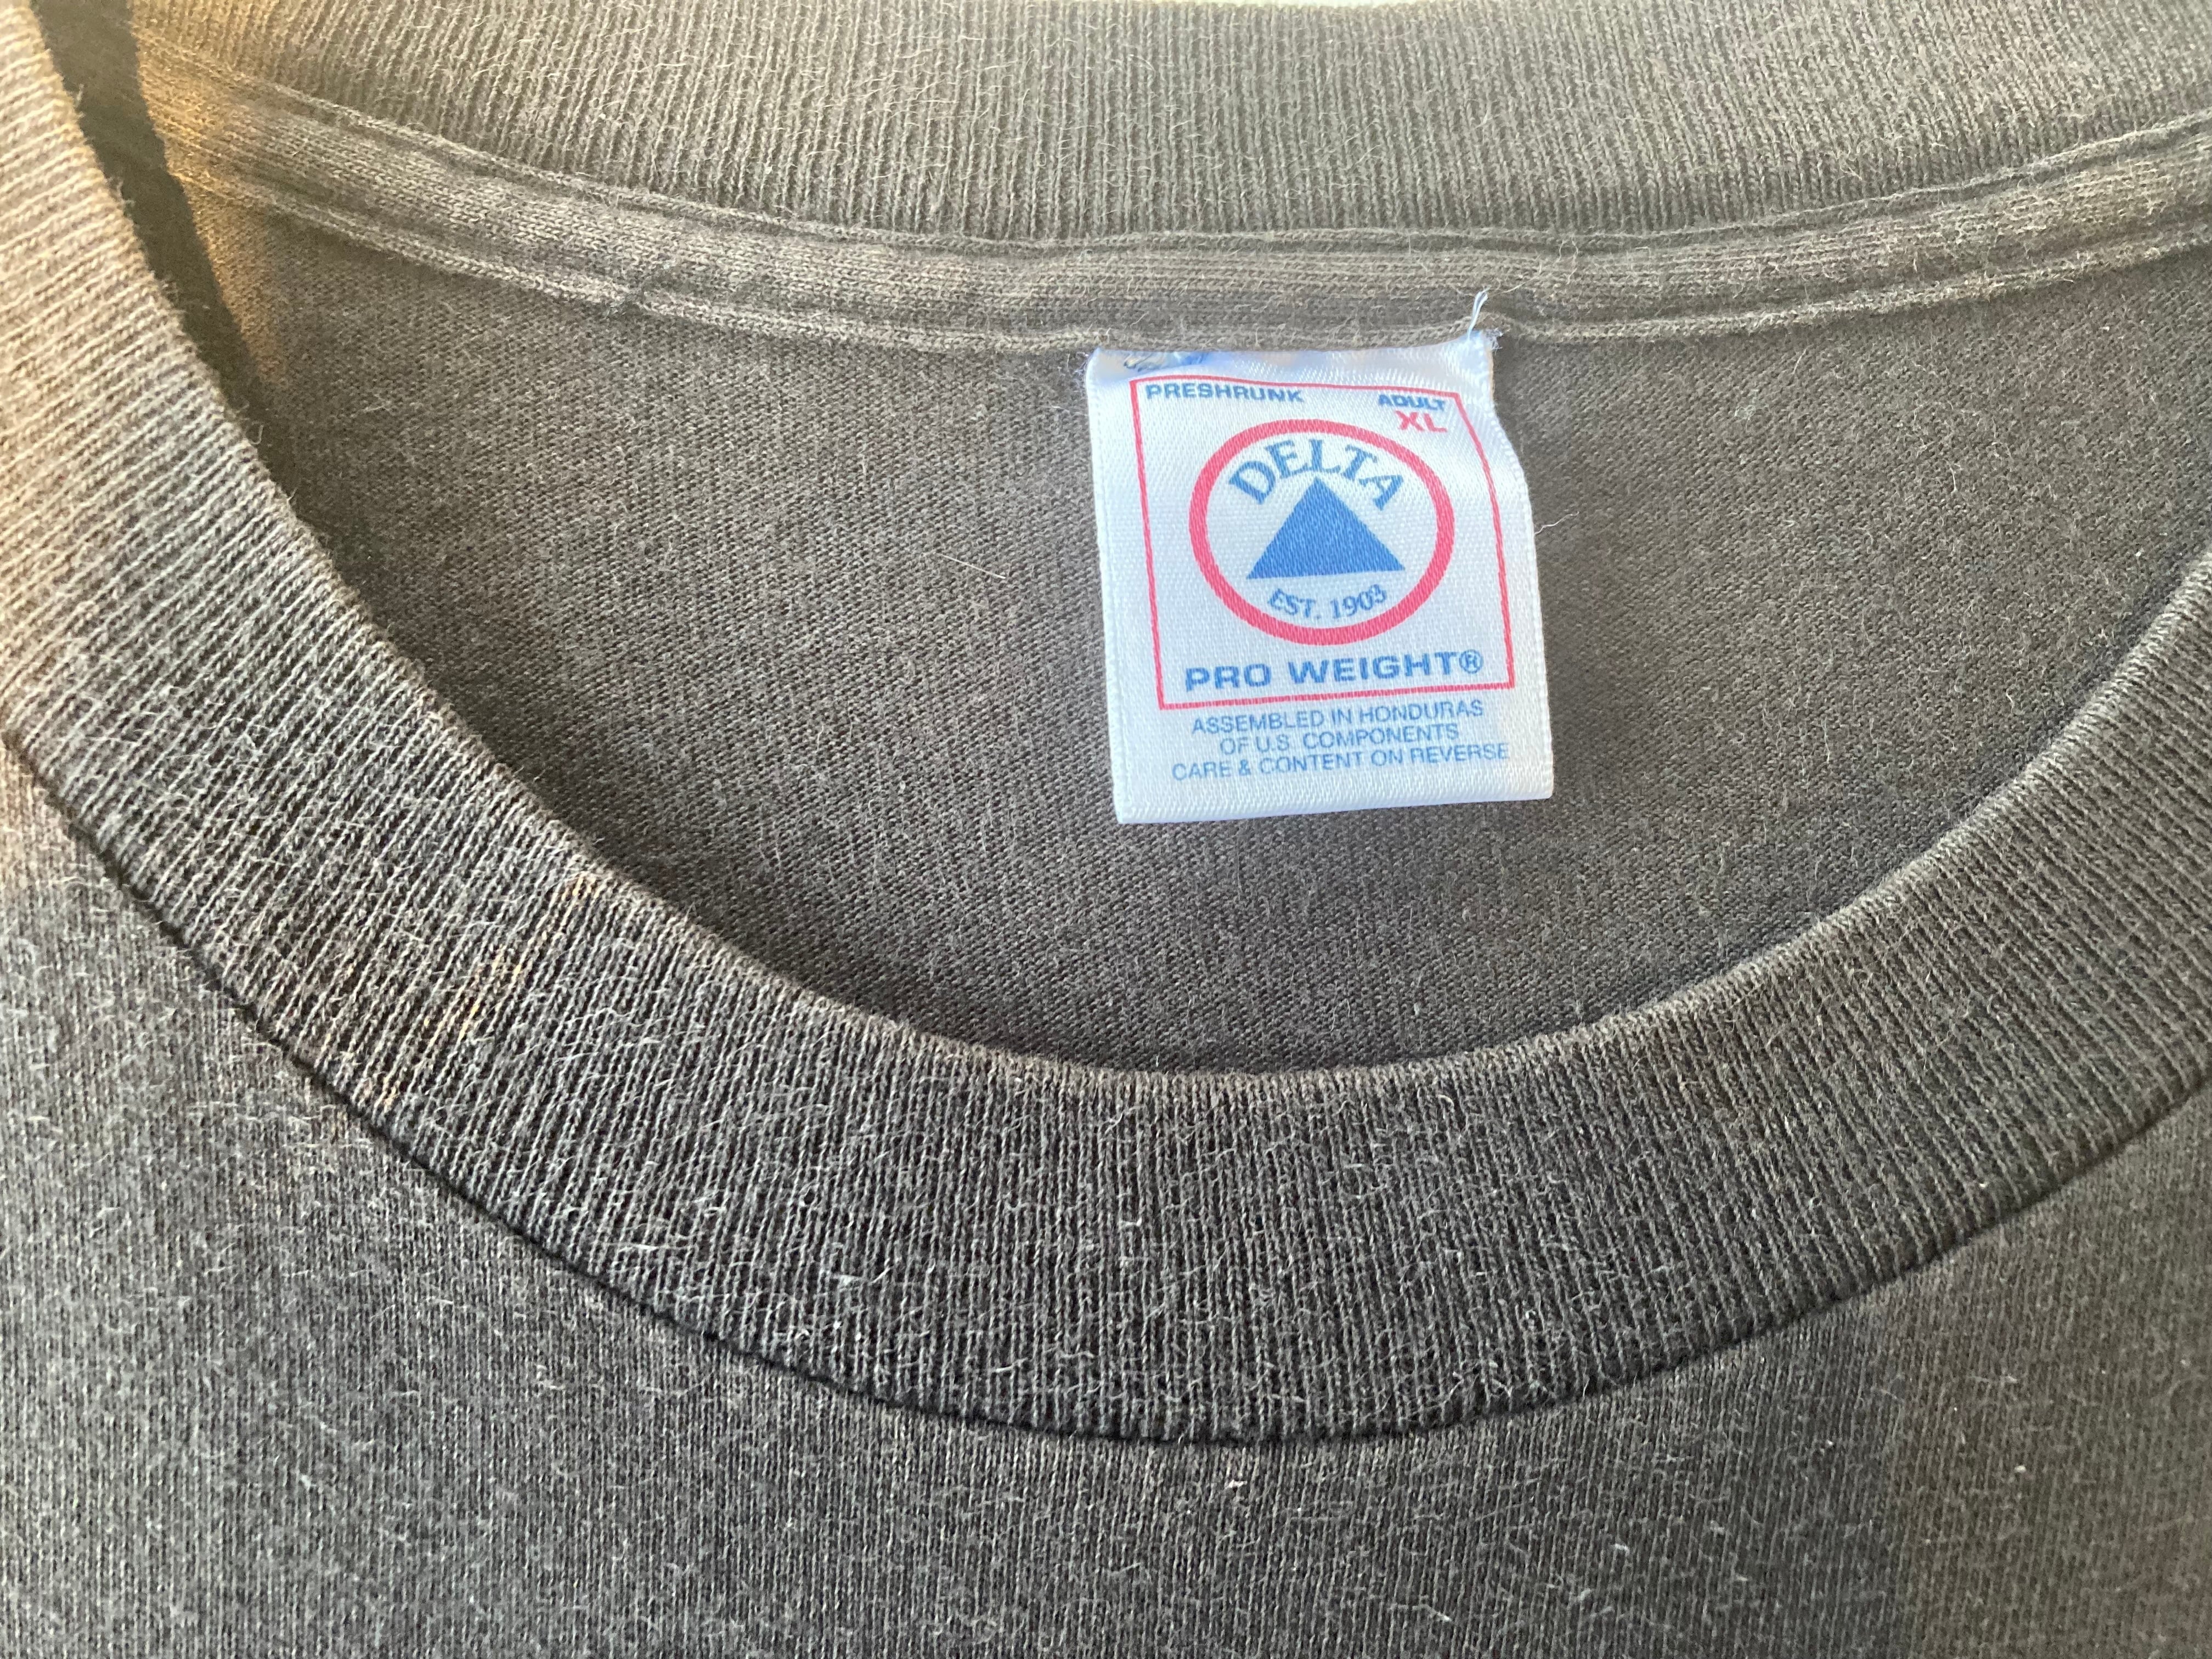 PRESHRUNK
ADULT
XL
DELTA
EST. 1903
PRO WEIGHT®
ASSEMBLED IN HONDURAS
OF U.S. COMPONENTS
CARE & CONTENT ON REVERSE